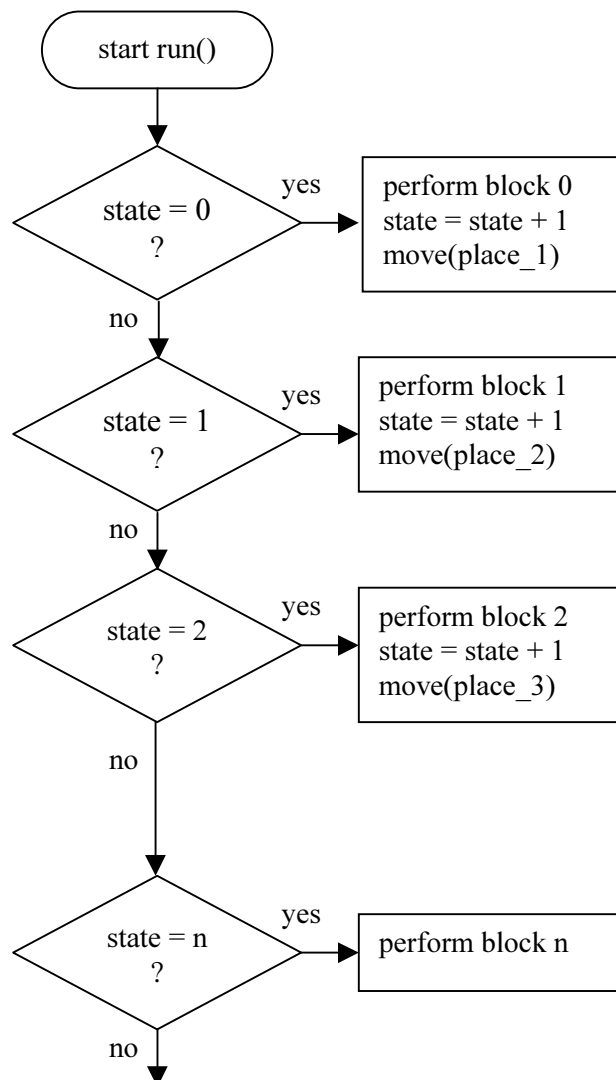 start run()
state = 0
?
yes
perform block 0
state = state + 1
move(place_1)
no
state = 1
?
yes
perform block 1
state = state + 1
move(place_2)
no
state = 2
?
yes
perform block 2
state = state + 1
move(place_3)
no
state = n
?
yes
perform block n
no